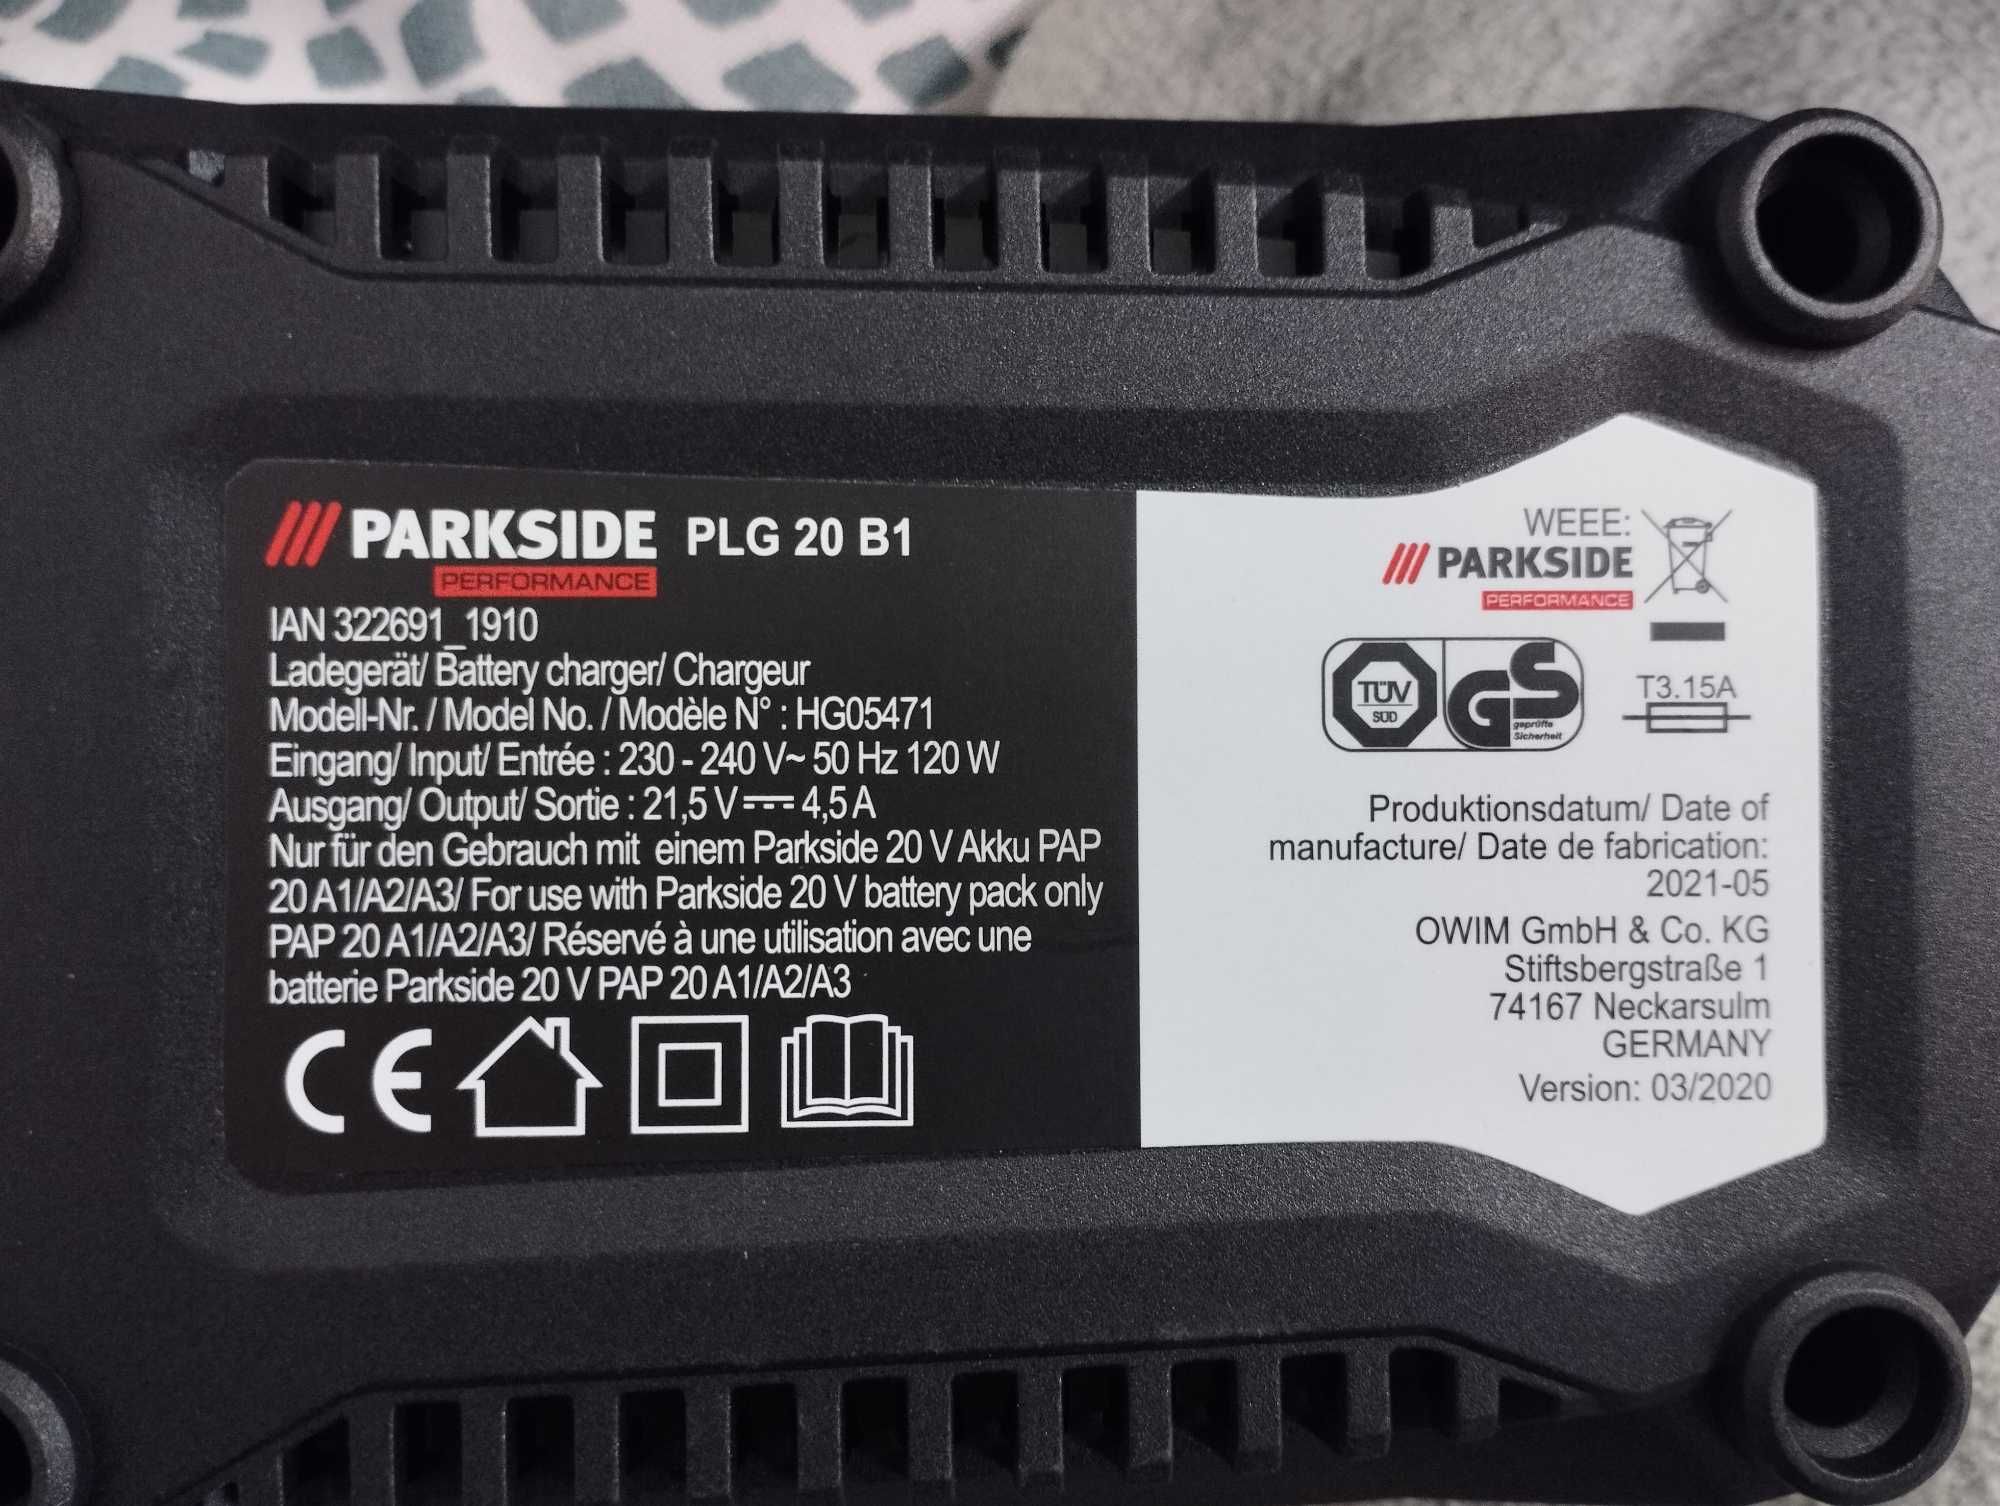 PARKSIDE PLG 20 B1
PERFORMANCE
IAN 322691_1910
Ladegerät/ Battery charger/ Chargeur
Modell-Nr. / Model No. / Modèle N° : HG05471
Eingang/ Input/ Entrée : 230 - 240 V~ 50 Hz 120 W
Ausgang/ Output/ Sortie : 21,5 V⎓ 4,5 A
Nur für den Gebrauch mit einem Parkside 20 V Akku PAP
20 A1/A2/A3/ For use with Parkside 20 V battery pack only
PAP 20 A1/A2/A3/ Réservé à une utilisation avec une
batterie Parkside 20 V PAP 20 A1/A2/A3
CE
WEEE:
PARKSIDE
PERFORMANCE
TÜV
SÜD
GS
geprüfte
Sicherheit
T3.15A
Produktionsdatum/ Date of
manufacture/ Date de fabrication:
2021-05
OWIM GmbH & Co. KG
Stiftsbergstraße 1
74167 Neckarsulm
GERMANY
Version: 03/2020